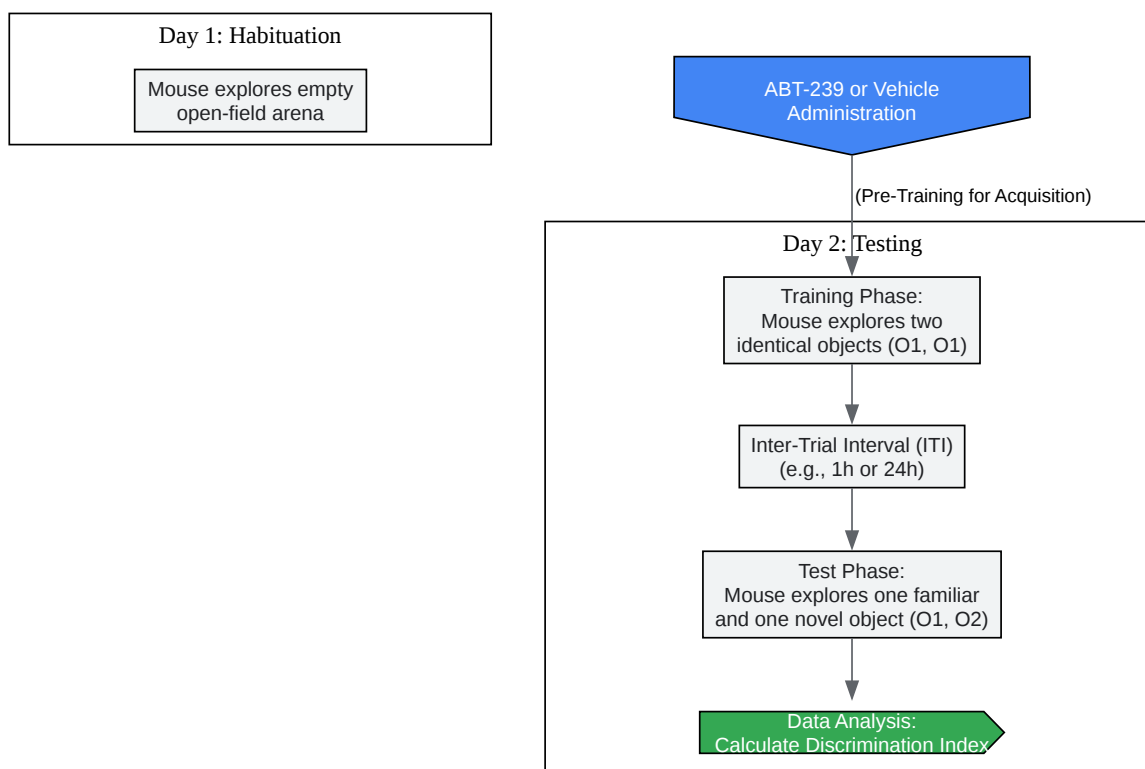 Day 1: Habituation
Mouse explores empty
open-field arena
ABT-239 or Vehicle
Administration
(Pre-Training for Acquisition)
Day 2: Testing
Training Phase:
Mouse explores two
identical objects (O1, O1)
Inter-Trial Interval (ITI)
(e.g., 1h or 24h)
Test Phase:
Mouse explores one familiar
and one novel object (O1, O2)
Data Analysis:
Calculate Discrimination Index